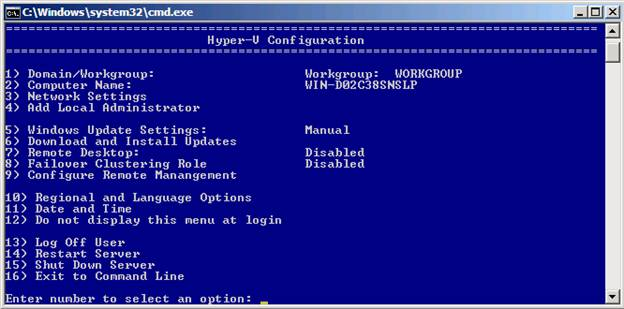 C:\Windows\system32\cmd.exe
===============================================================================
Hyper-V Configuration
===============================================================================
1) Domain/Workgroup: Workgroup: WORKGROUP
2) Computer Name: WIN-D02C38SNSLP
3) Network Settings
4) Add Local Administrator
5) Windows Update Settings: Manual
6) Download and Install Updates
7) Remote Desktop: Disabled
8) Failover Clustering Role Disabled
9) Configure Remote Mangement
10) Regional and Language Options
11) Date and Time
12) Do not display this menu at login
13) Log Off User
14) Restart Server
15) Shut Down Server
16) Exit to Command Line
Enter number to select an option: _